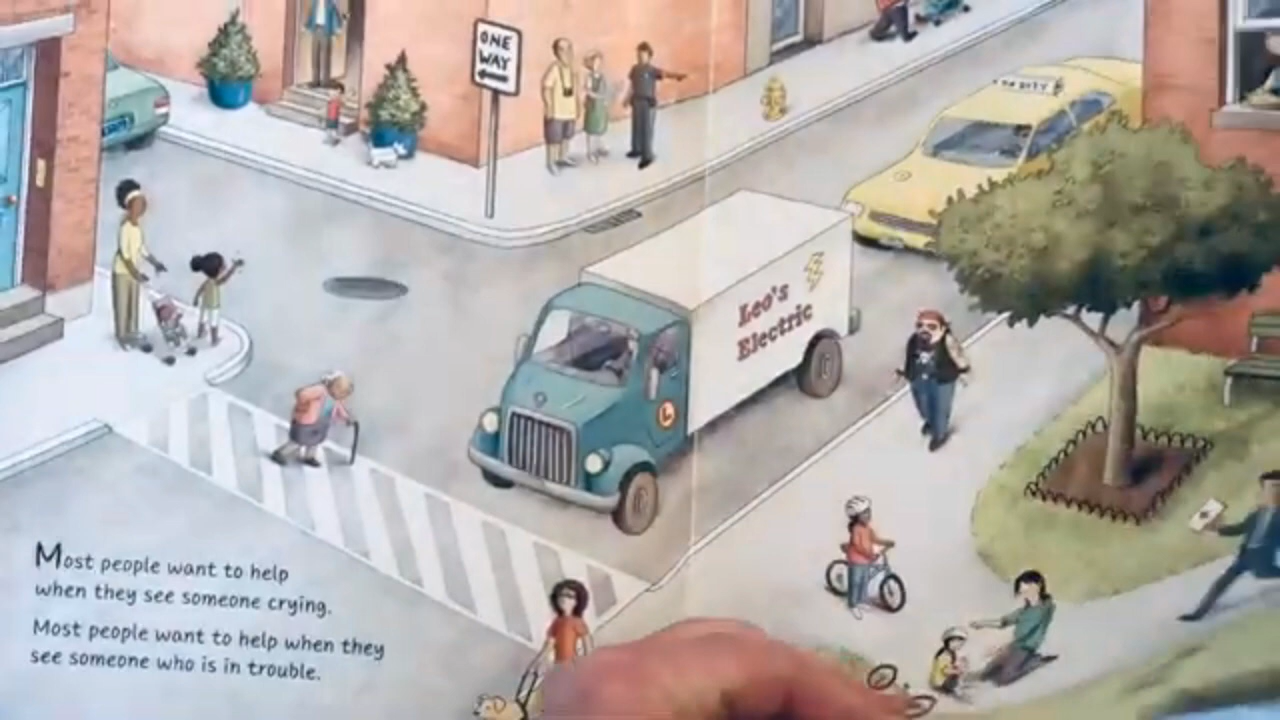 ONE
WAY
Leo's
Electric
L
Most people want to help
when they see someone crying.
Most people want to help when they
see someone who is in trouble.